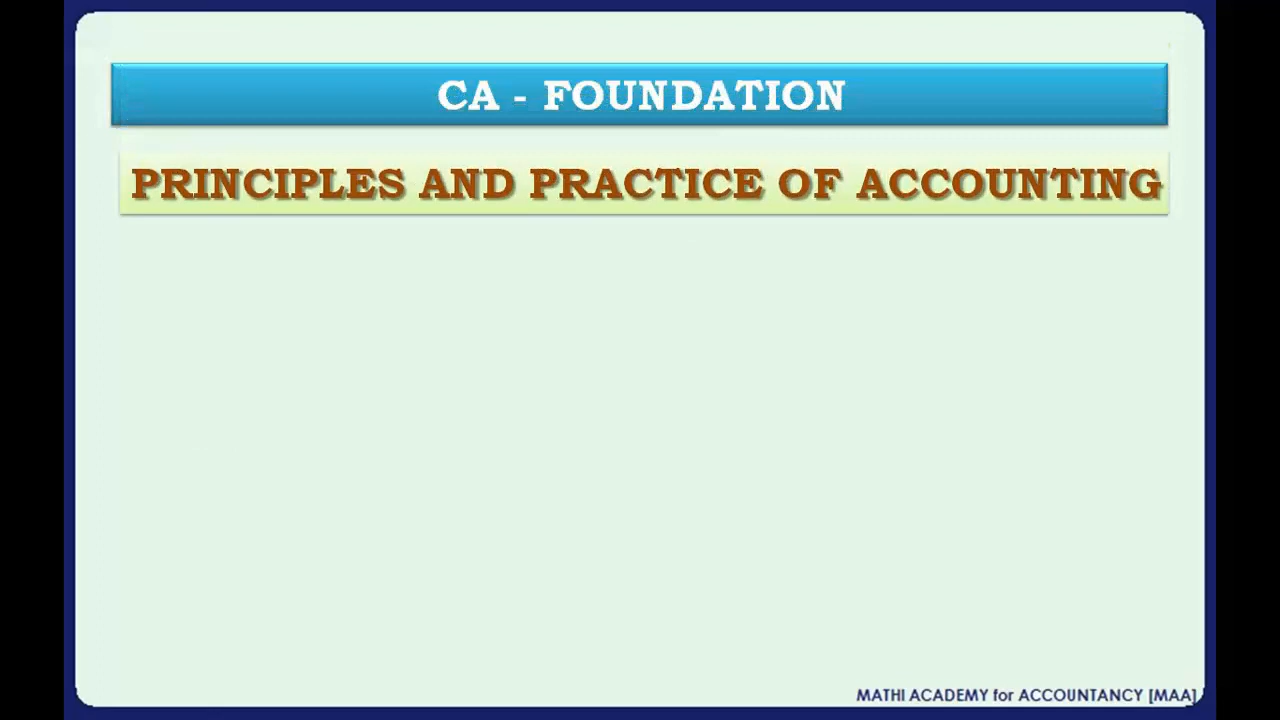 CA - FOUNDATION
PRINCIPLES AND PRACTICE OF ACCOUNTING
MATHI ACADEMY for ACCOUNTANCY [MAA]